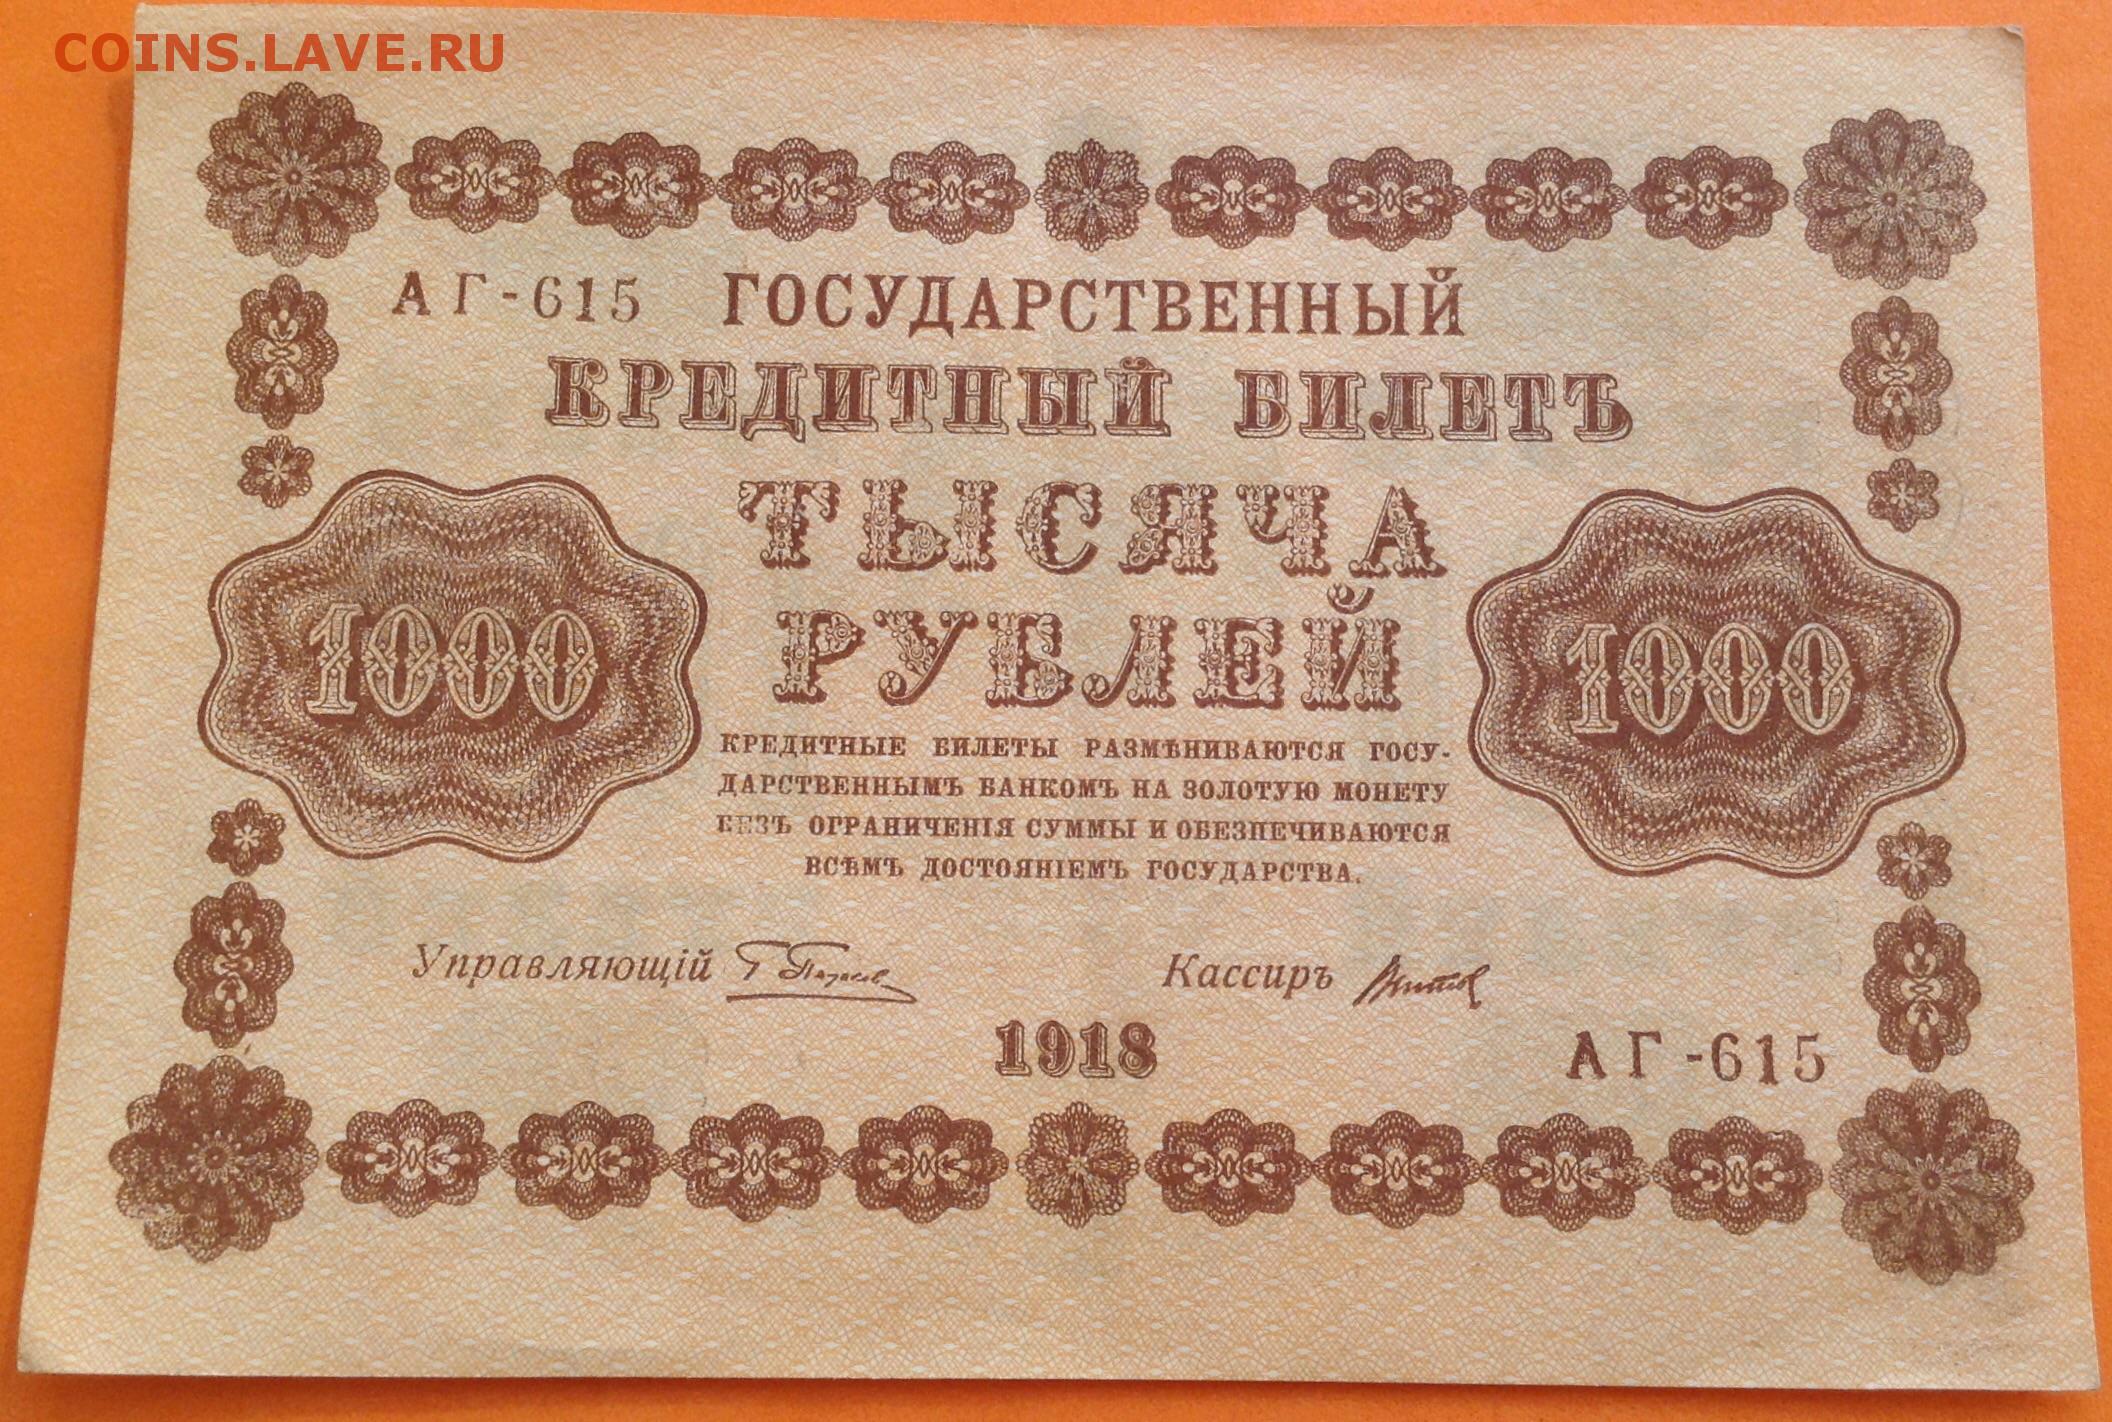 COINS.LAVE.RU
АГ-615 ГОСУДАРСТВЕННЫЙ
КРЕДИТНЫЙ БИЛЕТЪ
ТЫСЯЧА
РУБЛЕЙ
1000 1000
КРЕДИТНЫЕ БИЛЕТЫ РАЗМѢНИВАЮТСЯ ГОСУ-
ДАРСТВЕННЫМЪ БАНКОМЪ НА ЗОЛОТУЮ МОНЕТУ
БЕЗЪ ОГРАНИЧЕНІЯ СУММЫ И ОБЕЗПЕЧИВАЮТСЯ
ВСѢМЪ ДОСТОЯНІЕМЪ ГОСУДАРСТВА.
Управляющій Кассиръ
1918
АГ-615